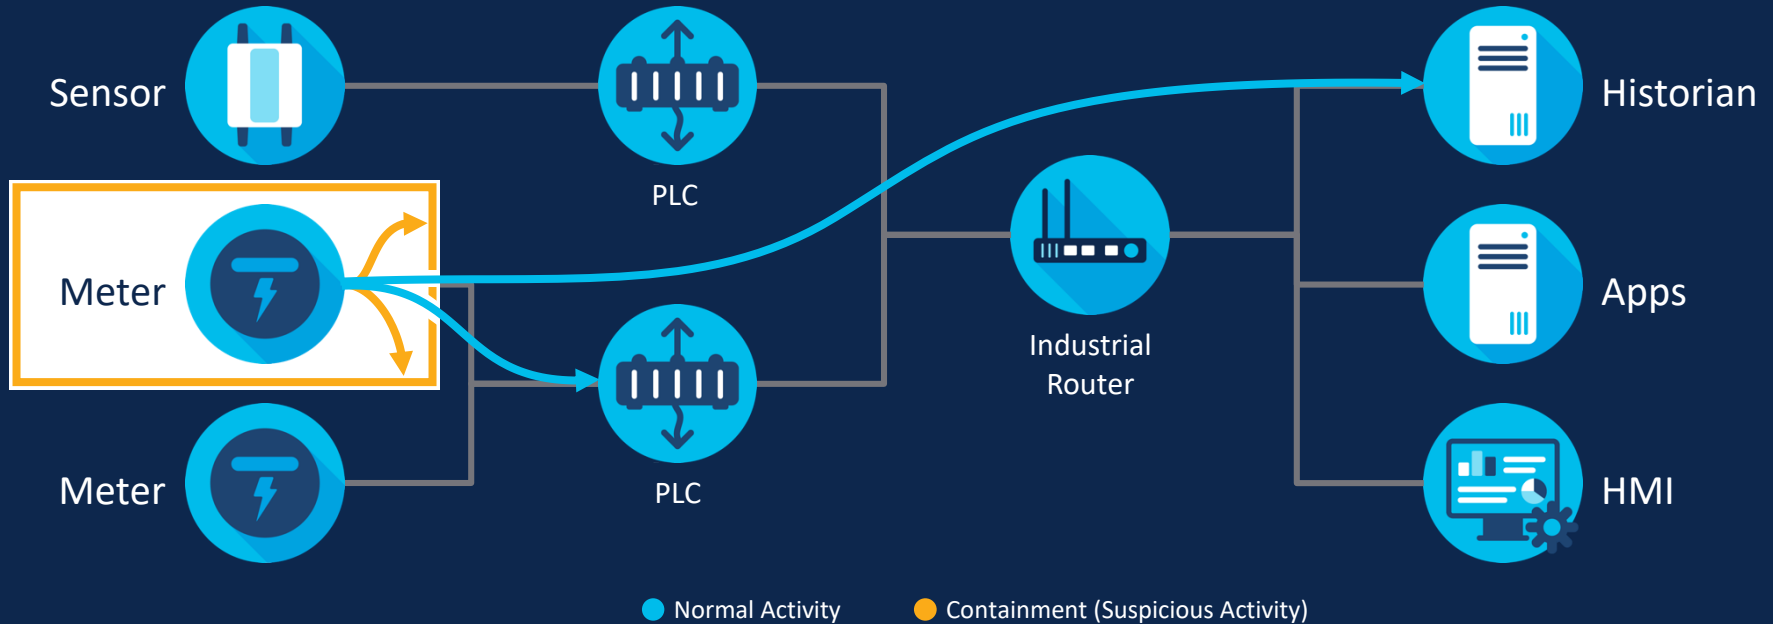 Sensor
PLC
Historian
Meter
Industrial
Router
Apps
Meter
PLC
HMI
Normal Activity
Containment (Suspicious Activity)